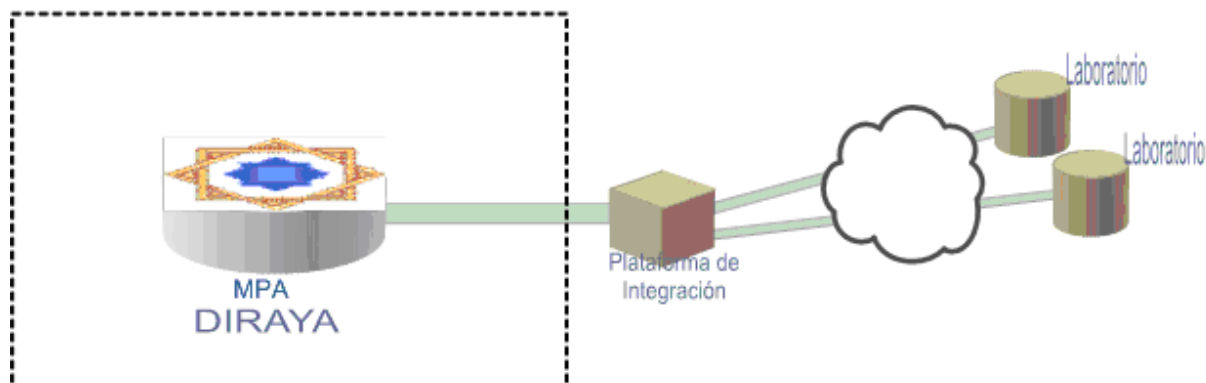 Laboratorio
Laboratorio
Plataforma de
Integración
MPA
DIRAYA